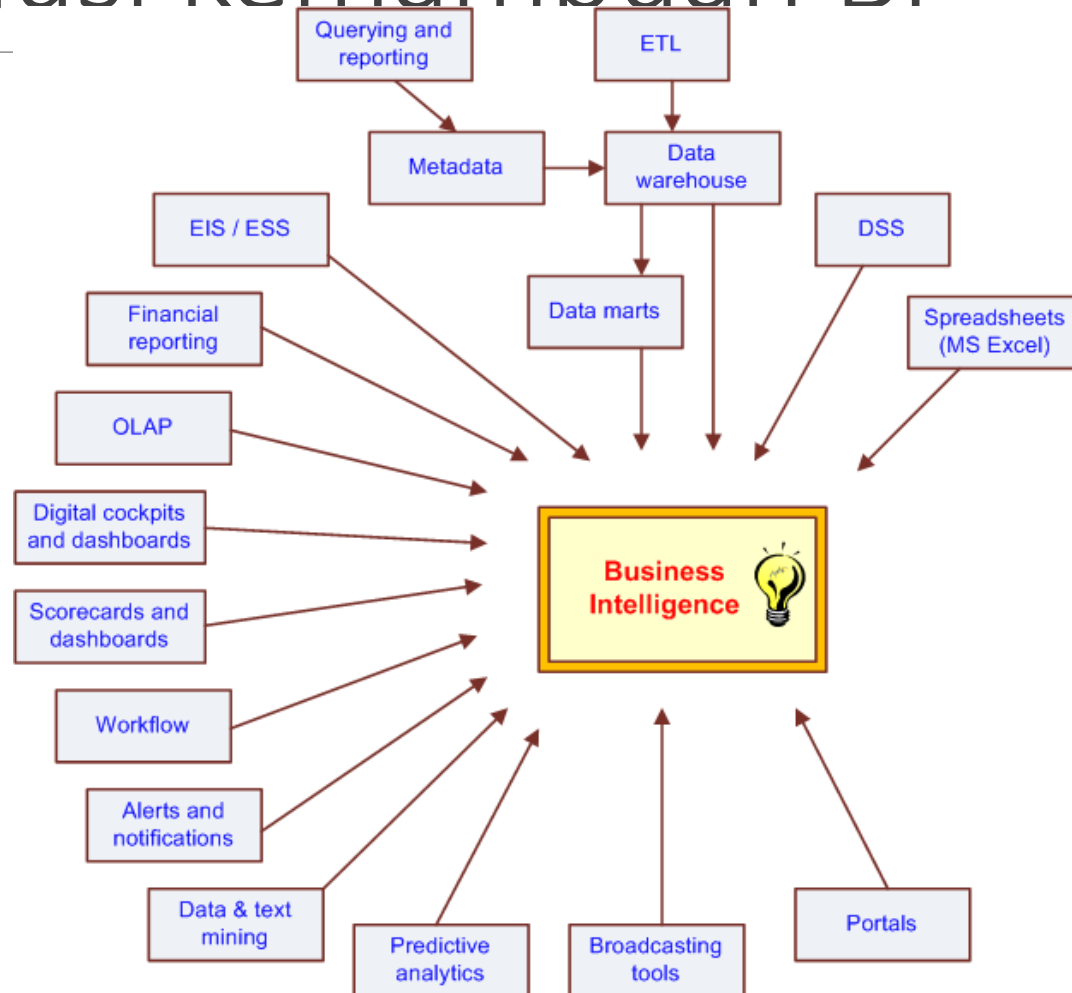 Querying and
reporting
ETL
Metadata
Data
warehouse
EIS / ESS
DSS
Data marts
Financial
reporting
Spreadsheets
(MS Excel)
OLAP
Digital cockpits
and dashboards
Business
Intelligence
Scorecards and
dashboards
Workflow
Alerts and
notifications
Data & text
mining
Predictive
analytics
Broadcasting
tools
Portals